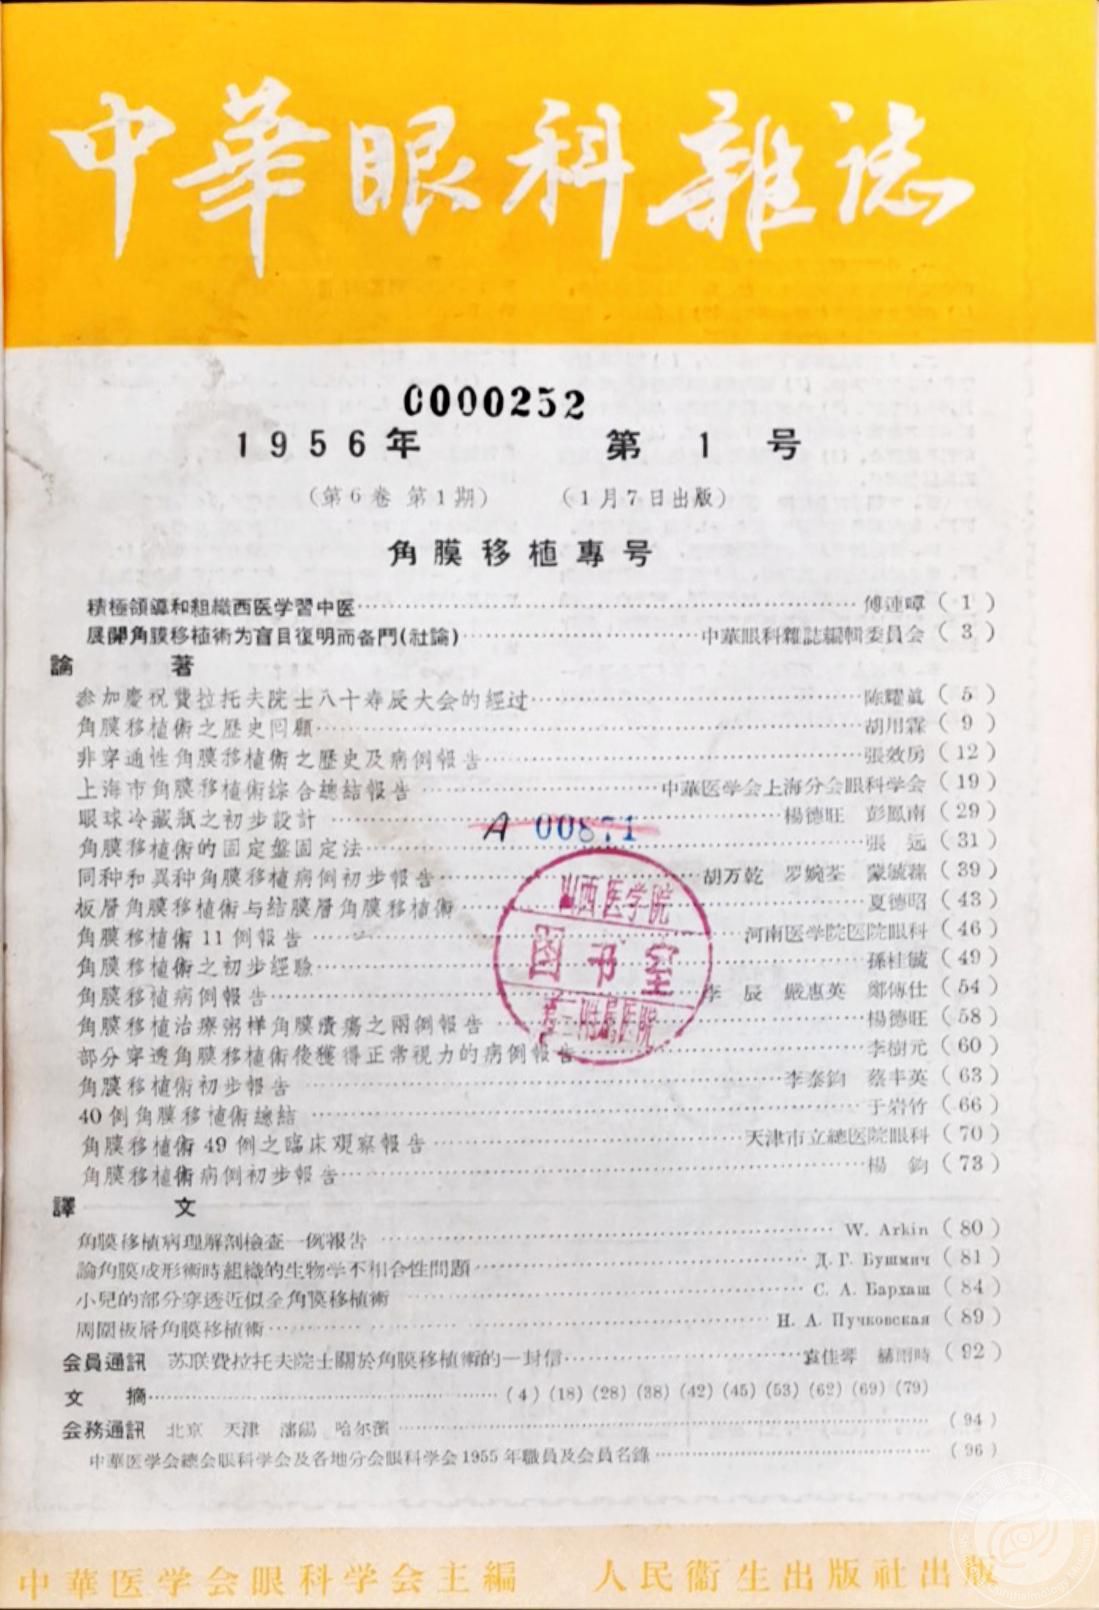 中華眼科雜誌
0000252
1956年 第1号
(第6卷 第1期) (1月7日出版)
角膜移植專号
積極領導和組織西医学習中医 傅連暲 (1)
展開角膜移植術为盲目復明而奋鬥(社論) 中華眼科雜誌編輯委員会 (3)
論著
参加慶祝費拉托夫院士八十寿辰大会的經过 陈耀眞 (5)
角膜移植術之歷史回顧 胡用霖 (9)
非穿通性角膜移植術之歷史及病例報告 張效房 (12)
上海市角膜移植術綜合總結報告 中華医学会上海分会眼科学会 (19)
眼球冷藏瓶之初步設計 楊德旺 彭鳳南 (29)
A 00871
角膜移植術的固定盤固定法 張远 (31)
同种和異种角膜移植病例初步報告 胡万乾 罗婉荃 蒙毓蓀 (39)
板層角膜移植術与結膜層角膜移植術 夏德昭 (43)
角膜移植術11例報告 河南医学院医院眼科 (46)
角膜移植術之初步經驗 孫桂毓 (49)
角膜移植病例報告 李辰 嚴惠英 鄭傳仕 (54)
角膜移植治療粥样角膜潰瘍之兩例報告 楊德旺 (58)
部分穿透角膜移植術後獲得正常視力的病例報告 李樹元 (60)
角膜移植術初步報告 李泰鈞 蔡丰英 (63)
40例角膜移植術總結 于岩竹 (66)
角膜移植術49例之臨床观察報告 天津市立總医院眼科 (70)
角膜移植術病例初步報告 楊鈞 (73)
山西医学院
图书室
第三附属医院
譯文
角膜移植病理解剖檢查一例報告 W. Arkin (80)
論角膜成形術時組織的生物学不相合性問題 Д. Г. Бушмич (81)
小兒的部分穿透近似全角膜移植術 С. А. Бархаш (84)
周圍板層角膜移植術 Н. А. Пучковская (89)
会員通訊 苏联費拉托夫院士關於角膜移植術的一封信 袁佳琴 赫雨時 (92)
文摘 (4) (18) (28) (38) (42) (45) (53) (62) (69) (79)
会務通訊 北京 天津 瀋陽 哈尔濱 (94)
中華医学会總会眼科学会及各地分会眼科学会1955年職員及会員名錄 (96)
中華医学会眼科学会主編 人民衞生出版社出版